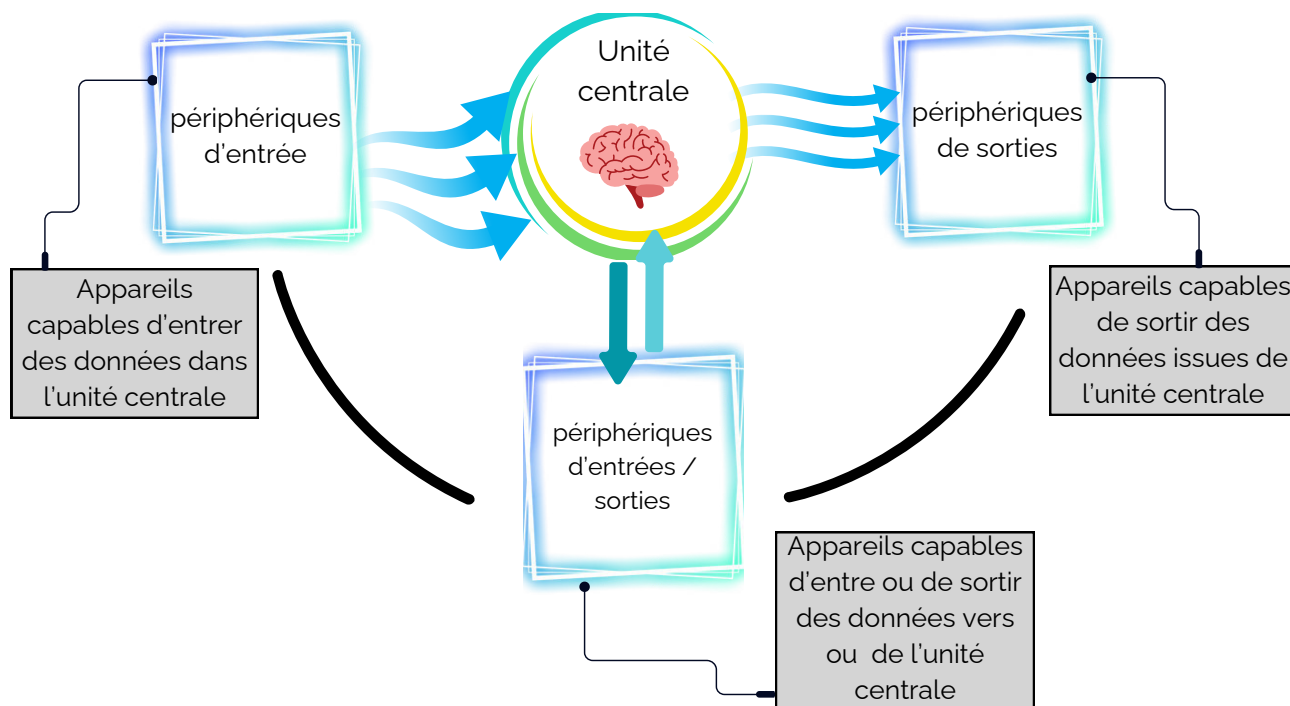 périphériques
d'entrée
Unité
centrale
périphériques
de sorties
Appareils
capables d'entrer
des données dans
l'unité centrale
Appareils capables
de sortir des
données issues de
l'unité centrale
périphériques
d'entrées /
sorties
Appareils capables
d'entre ou de sortir
des données vers
ou de l'unité
centrale